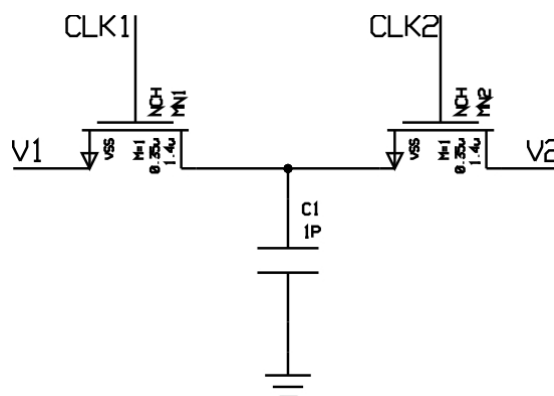 CLK1
CLK2
NCH
MN1
NCH
MN2
V1
VSS
M=1
0.35u
1.4u
VSS
M=1
0.35u
1.4u
V2
C1
1P